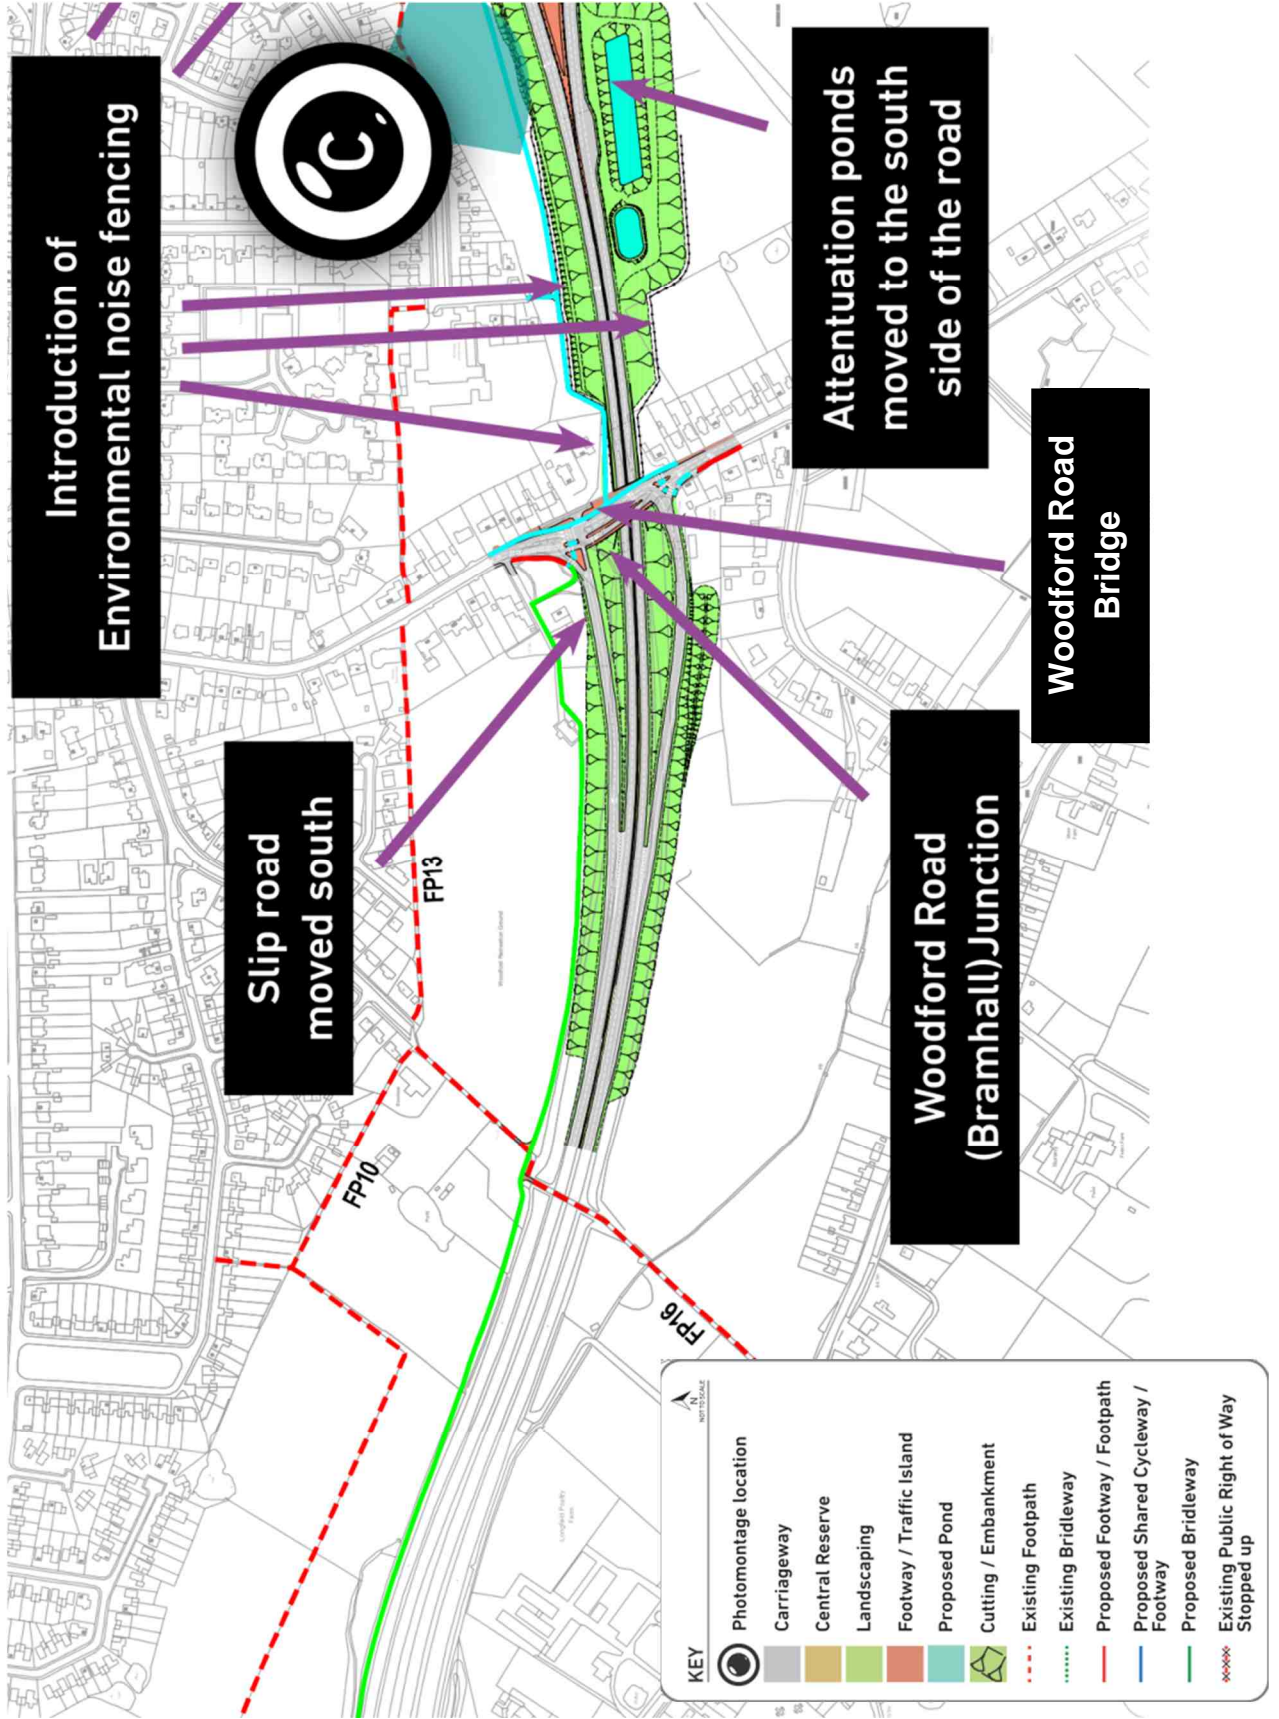 Introduction of
Environmental noise fencing
C
Attentuation ponds
moved to the south
side of the road
Slip road
moved south
Woodford Road
Bridge
Woodford Road
(Bramhall) Junction
FP13
FP10
FP16
Woodford Recreation Ground
KEY
N
NOT TO SCALE
Photomontage location
Carriageway
Central Reserve
Landscaping
Footway / Traffic Island
Proposed Pond
Cutting / Embankment
Existing Footpath
Existing Bridleway
Proposed Footway / Footpath
Proposed Shared Cycleway /
Footway
Proposed Bridleway
Existing Public Right of Way
Stopped up